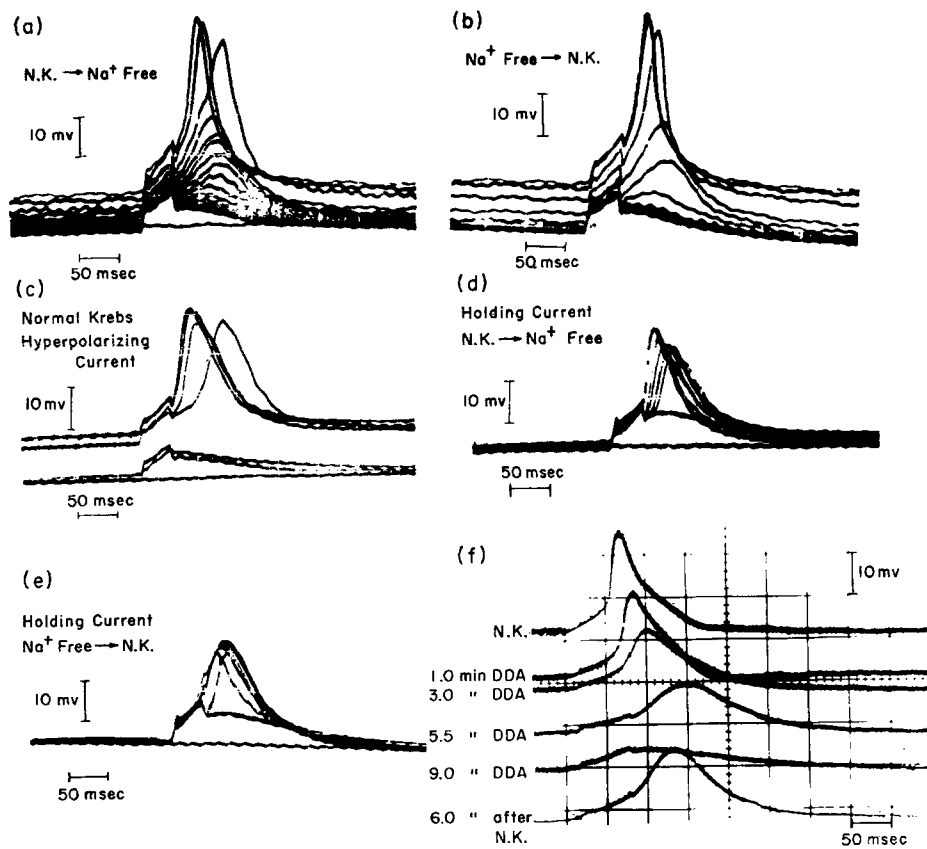 (a)
N.K. → Na⁺ Free
10 mv
50 msec
(b)
Na⁺ Free → N.K.
10 mv
50 msec
(c)
Normal Krebs
Hyperpolarizing
Current
10 mv
50 msec
(d)
Holding Current
N.K. → Na⁺ Free
10 mv
50 msec
(e)
Holding Current
Na⁺ Free → N.K.
10 mv
50 msec
(f)
10 mv
N.K.
1.0 min DDA
3.0 " DDA
5.5 " DDA
9.0 " DDA
6.0 " after
N.K.
50 msec